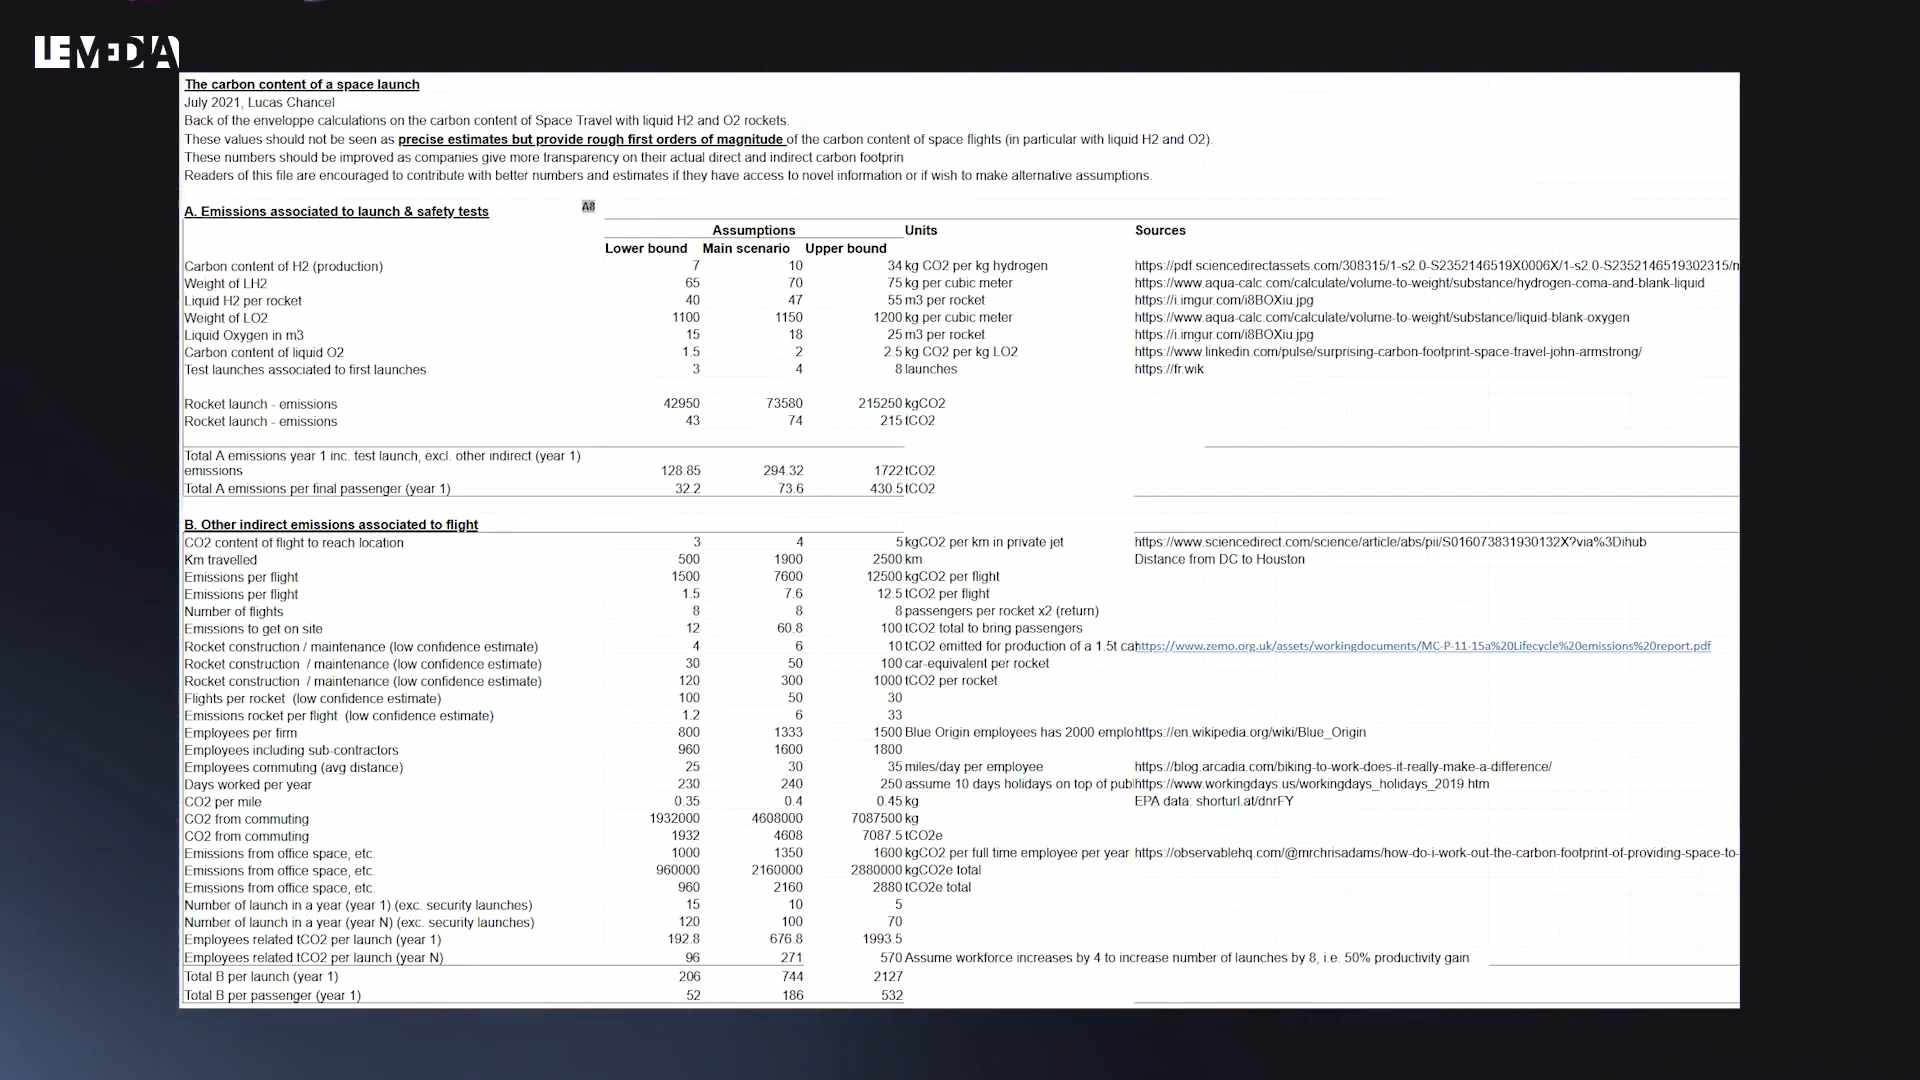 LEMEDIA
The carbon content of a space launch
July 2021, Lucas Chancel
Back of the enveloppe calculations on the carbon content of Space Travel with liquid H2 and O2 rockets.
These values should not be seen as precise estimates but provide rough first orders of magnitude of the carbon content of space flights (in particular with liquid H2 and O2).
These numbers should be improved as companies give more transparency on their actual direct and indirect carbon footprin
Readers of this file are encouraged to contribute with better numbers and estimates if they have access to novel information or if wish to make alternative assumptions.
A. Emissions associated to launch & safety tests A8
Assumptions Units Sources
Lower bound Main scenario Upper bound
Carbon content of H2 (production) 7 10 34 kg CO2 per kg hydrogen https://pdf.sciencedirectassets.com/308315/1-s2.0-S2352146519X0006X/1-s2.0-S2352146519302315/m
Weight of LH2 65 70 75 kg per cubic meter https://www.aqua-calc.com/calculate/volume-to-weight/substance/hydrogen-coma-and-blank-liquid
Liquid H2 per rocket 40 47 55 m3 per rocket https://i.imgur.com/i8BOXiu.jpg
Weight of LO2 1100 1150 1200 kg per cubic meter https://www.aqua-calc.com/calculate/volume-to-weight/substance/liquid-blank-oxygen
Liquid Oxygen in m3 15 18 25 m3 per rocket https://i.imgur.com/i8BOXiu.jpg
Carbon content of liquid O2 1.5 2 2.5 kg CO2 per kg LO2 https://www.linkedin.com/pulse/surprising-carbon-footprint-space-travel-john-armstrong/
Test launches associated to first launches 3 4 8 launches https://fr.wik
Rocket launch - emissions 42950 73580 215250 kgCO2
Rocket launch - emissions 43 74 215 tCO2
Total A emissions year 1 inc. test launch, excl. other indirect (year 1)
emissions 128.85 294.32 1722 tCO2
Total A emissions per final passenger (year 1) 32.2 73.6 430.5 tCO2
B. Other indirect emissions associated to flight
CO2 content of flight to reach location 3 4 5 kgCO2 per km in private jet https://www.sciencedirect.com/science/article/abs/pii/S016073831930132X?via%3Dihub
Km travelled 500 1900 2500 km Distance from DC to Houston
Emissions per flight 1500 7600 12500 kgCO2 per flight
Emissions per flight 1.5 7.6 12.5 tCO2 per flight
Number of flights 8 8 8 passengers per rocket x2 (return)
Emissions to get on site 12 60.8 100 tCO2 total to bring passengers
Rocket construction / maintenance (low confidence estimate) 4 6 10 tCO2 emitted for production of a 1.5t car https://www.zemo.org.uk/assets/workingdocuments/MC-P-11-15a%20Lifecycle%20emissions%20report.pdf
Rocket construction / maintenance (low confidence estimate) 30 50 100 car-equivalent per rocket
Rocket construction / maintenance (low confidence estimate) 120 300 1000 tCO2 per rocket
Flights per rocket (low confidence estimate) 100 50 30
Emissions rocket per flight (low confidence estimate) 1.2 6 33
Employees per firm 800 1333 1500 Blue Origin employees has 2000 emplo https://en.wikipedia.org/wiki/Blue_Origin
Employees including sub-contractors 960 1600 1800
Employees commuting (avg distance) 25 30 35 miles/day per employee https://blog.arcadia.com/biking-to-work-does-it-really-make-a-difference/
Days worked per year 230 240 250 assume 10 days holidays on top of publ https://www.workingdays.us/workingdays_holidays_2019.htm
CO2 per mile 0.35 0.4 0.45 kg EPA data: shorturl.at/dnrFY
CO2 from commuting 1932000 4608000 7087500 kg
CO2 from commuting 1932 4608 7087.5 tCO2e
Emissions from office space, etc. 1000 1350 1600 kgCO2 per full time employee per year https://observablehq.com/@mrchrisadams/how-do-i-work-out-the-carbon-footprint-of-providing-space-to-
Emissions from office space, etc. 960000 2160000 2880000 kgCO2e total
Emissions from office space, etc. 960 2160 2880 tCO2e total
Number of launch in a year (year 1) (exc. security launches) 15 10 5
Number of launch in a year (year N) (exc. security launches) 120 100 70
Employees related tCO2 per launch (year 1) 192.8 676.8 1993.5
Employees related tCO2 per launch (year N) 96 271 570 Assume workforce increases by 4 to increase number of launches by 8, i.e. 50% productivity gain
Total B per launch (year 1) 206 744 2127
Total B per passenger (year 1) 52 186 532